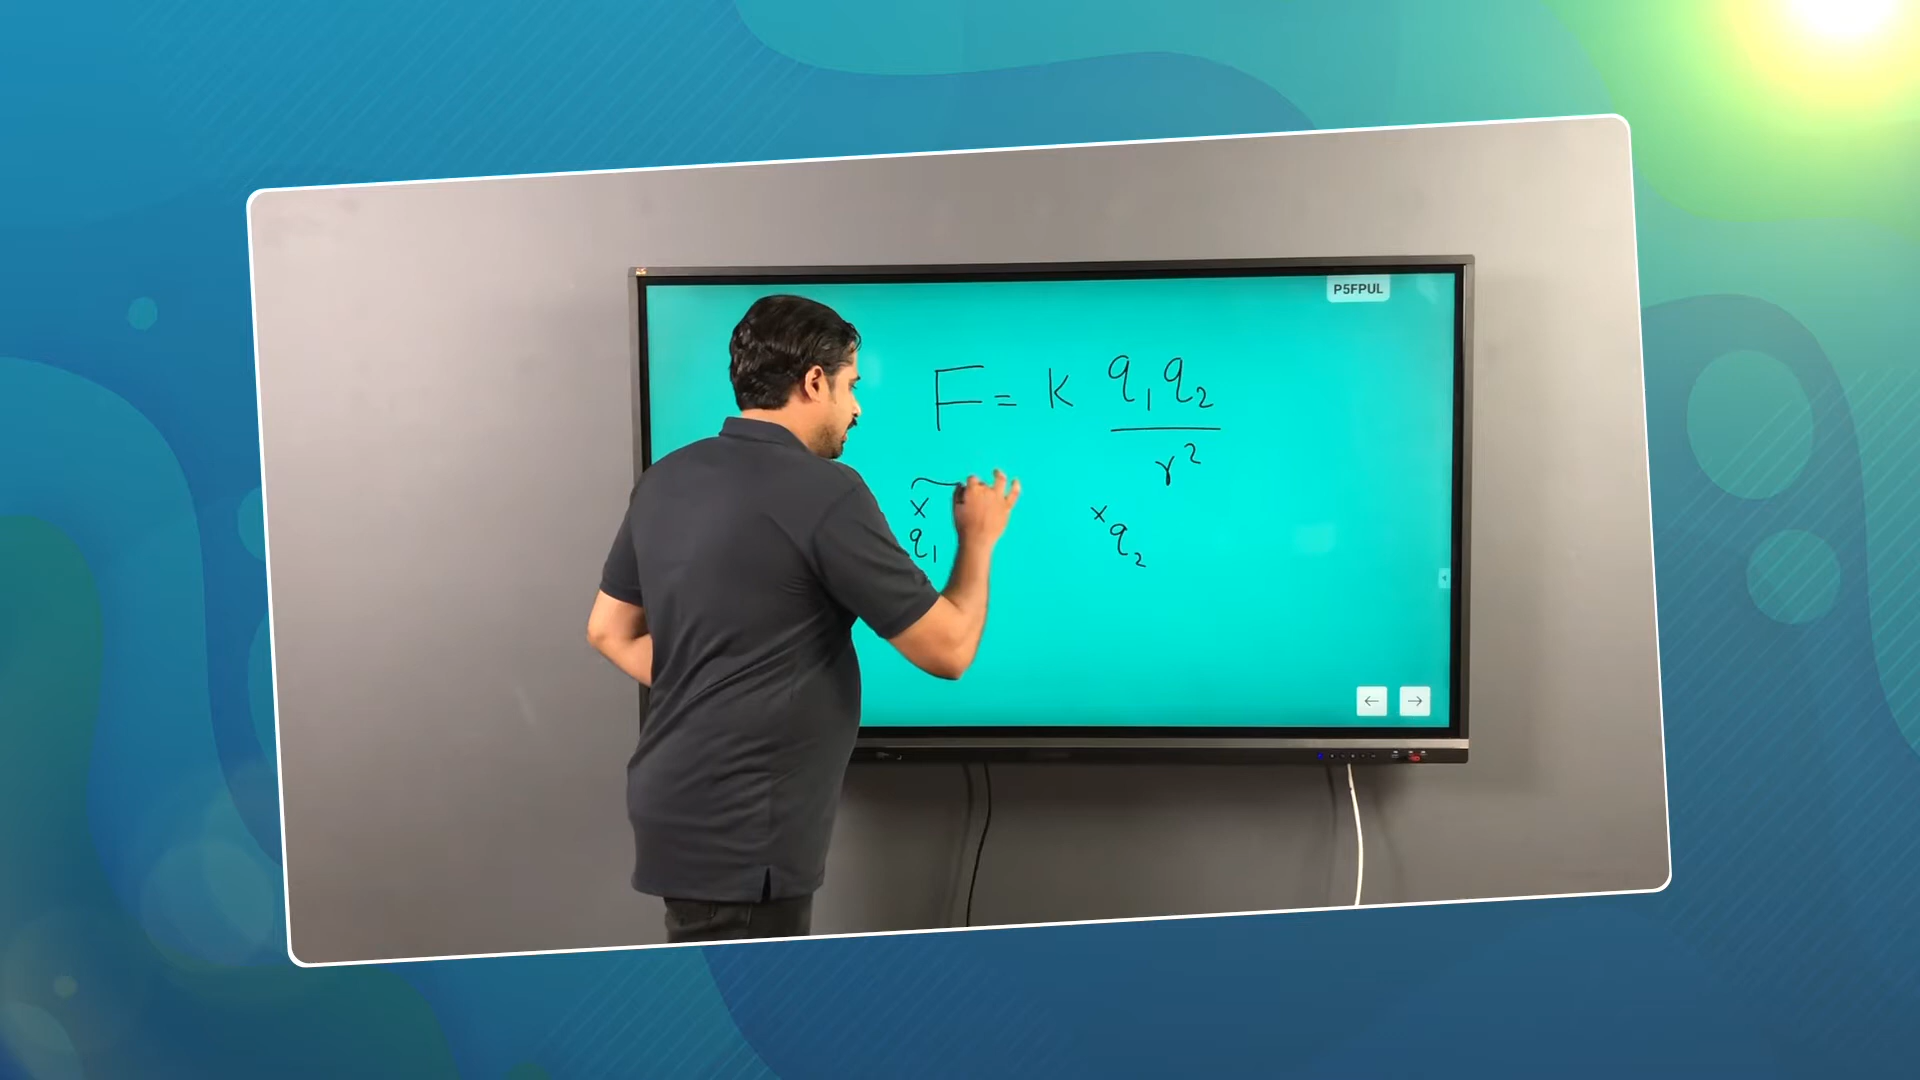 P5FPUL
F = K q₁q₂
r²
x x
q₁ q₂
← →